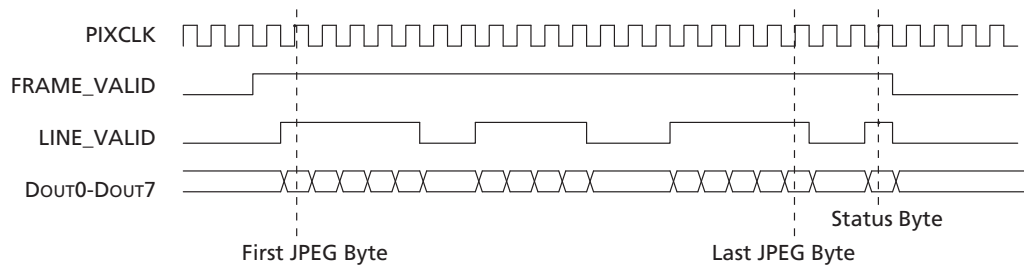 PIXCLK
FRAME_VALID
LINE_VALID
DOUT0-DOUT7
Status Byte
First JPEG Byte
Last JPEG Byte